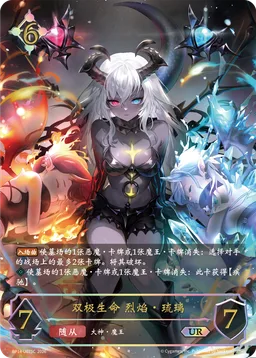 6
入场曲 使墓场的1张恶魔·卡牌或1张魔王·卡牌消失：选择对手
的战场上的最多2张卡牌。将其破坏。
使墓场的1张恶魔·卡牌或1张魔王·卡牌消失：此卡获得【疾
驰】
双极生命 烈焰·琉璃
7
随从
大神·魔王
UR
7